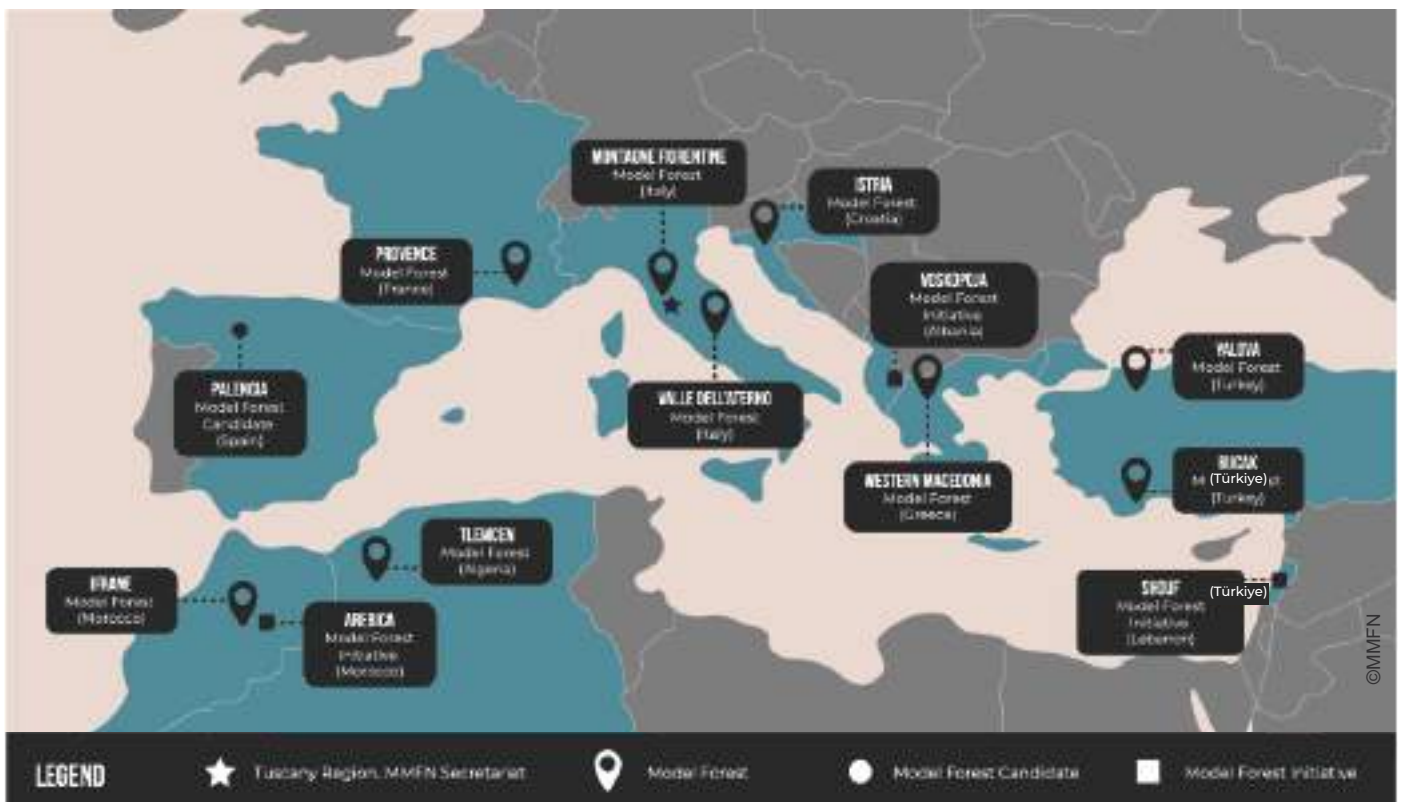 MONTAGNE FIORENTINE
Model Forest
(Italy)
ISTRIA
Model Forest
(Croatia)
PROVENCE
Model Forest
(France)
VOSKOPOJA
Model Forest
Initiative
(Albania)
YALOVA
Model Forest
(Turkey)
PALENCIA
Model Forest
Candidate
(Spain)
VALLE DELL'ATERNO
Model Forest
(Italy)
WESTERN MACEDONIA
Model Forest
(Greece)
BUCAK
(Türkiye)
(Turkey)
TLEMCEN
Model Forest
(Algeria)
IFRANE
Model Forest
(Morocco)
AREBICA
Model Forest
Initiative
(Morocco)
SHOUF
(Türkiye)
Model Forest
Initiative
(Lebanon)
©MMFN
LEGEND
Tuscany Region. MMFN Secretariat
Model Forest
Model Forest Candidate
Model Forest Initiative